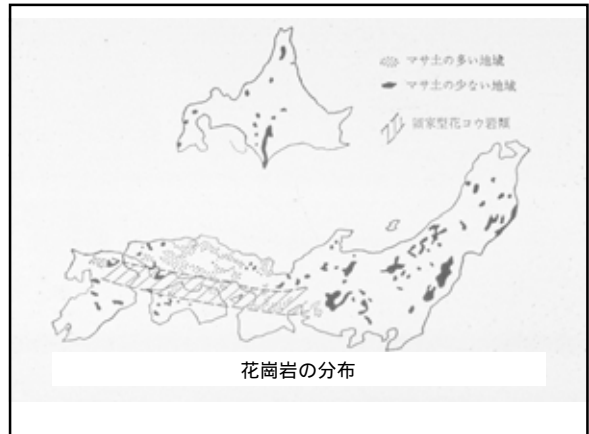 マサ土の多い地域
マサ土の少ない地域
領家型花コウ岩類
花崗岩の分布